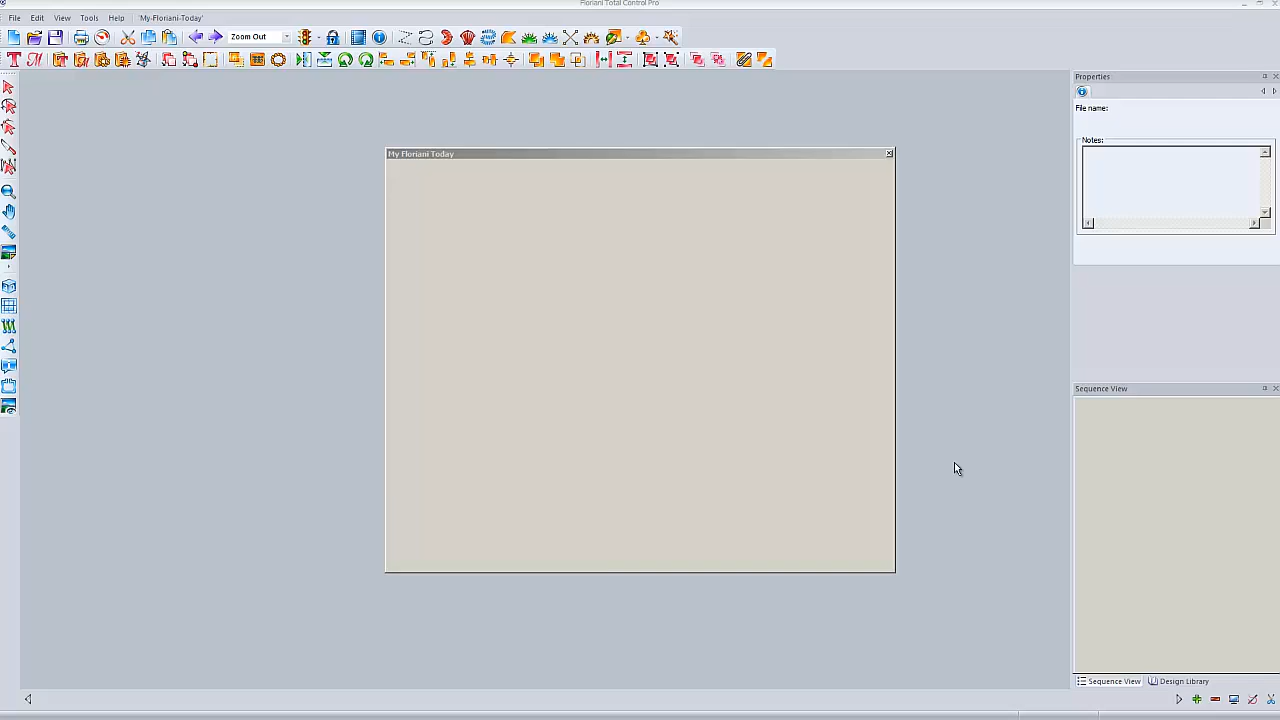 Floriani Total Control Pro
File Edit View Tools Help 'My-Floriani-Today'
Zoom Out
Properties
File name:
Notes:
My Floriani Today
Sequence View
Sequence View Design Library